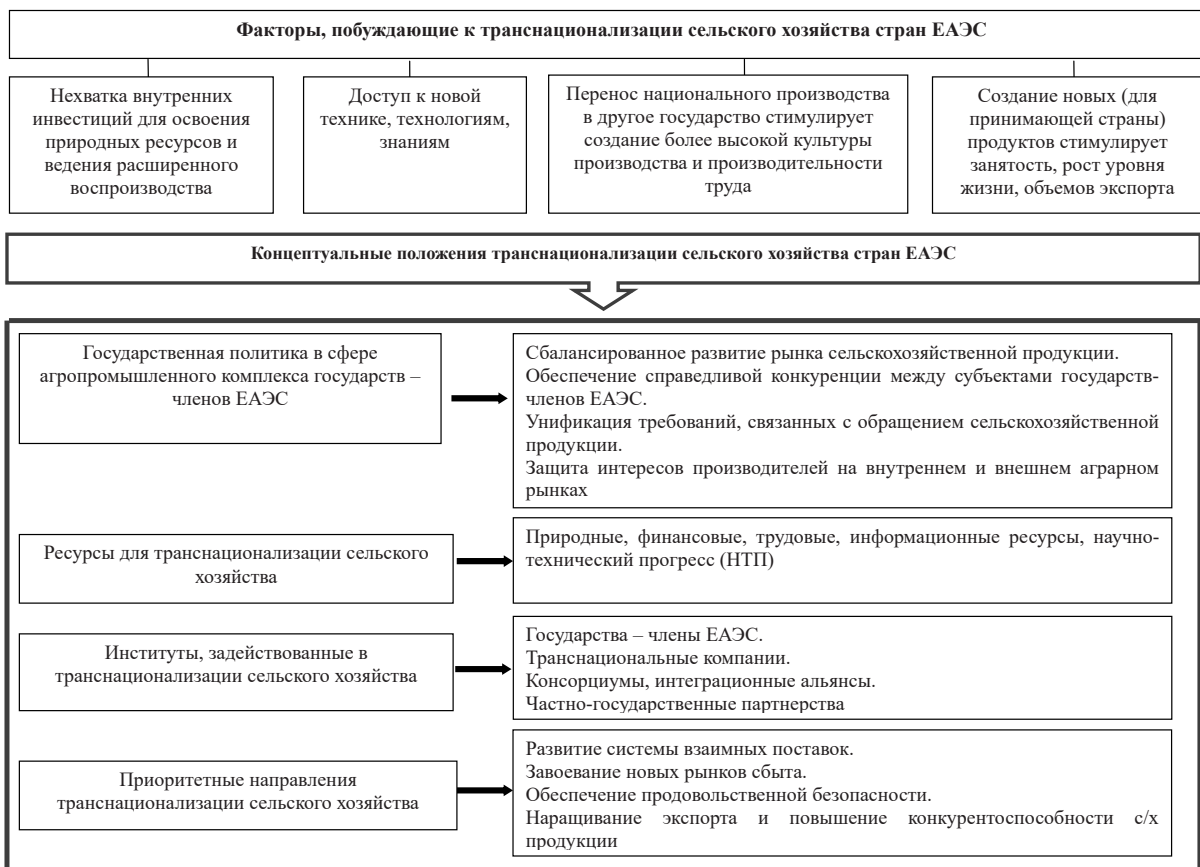 Факторы, побуждающие к транснационализации сельского хозяйства стран ЕАЭС
Нехватка внутренних
инвестиций для освоения
природных ресурсов и
ведения расширенного
воспроизводства
Доступ к новой
технике, технологиям,
знаниям
Перенос национального производства
в другое государство стимулирует
создание более высокой культуры
производства и производительности
труда
Создание новых (для
принимающей страны)
продуктов стимулирует
занятость, рост уровня
жизни, объемов экспорта
Концептуальные положения транснационализации сельского хозяйства стран ЕАЭС
Государственная политика в сфере
агропромышленного комплекса государств –
членов ЕАЭС
Сбалансированное развитие рынка сельскохозяйственной продукции.
Обеспечение справедливой конкуренции между субъектами государств-
членов ЕАЭС.
Унификация требований, связанных с обращением сельскохозяйственной
продукции.
Защита интересов производителей на внутреннем и внешнем аграрном
рынках
Ресурсы для транснационализации сельского
хозяйства
Природные, финансовые, трудовые, информационные ресурсы, научно-
технический прогресс (НТП)
Институты, задействованные в
транснационализации сельского хозяйства
Государства – члены ЕАЭС.
Транснациональные компании.
Консорциумы, интеграционные альянсы.
Частно-государственные партнерства
Приоритетные направления
транснационализации сельского хозяйства
Развитие системы взаимных поставок.
Завоевание новых рынков сбыта.
Обеспечение продовольственной безопасности.
Наращивание экспорта и повышение конкурентоспособности с/х
продукции